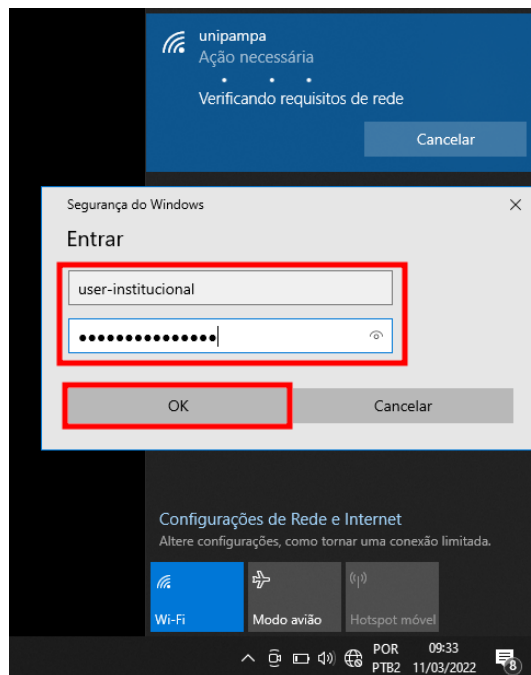 unipampa
Ação necessária
Verificando requisitos de rede
Cancelar
Segurança do Windows
Entrar
user-institucional
OK
Cancelar
Configurações de Rede e Internet
Altere configurações, como tornar uma conexão limitada.
Wi-Fi
Modo avião
Hotspot móvel
POR
09:33
PTB2
11/03/2022
8